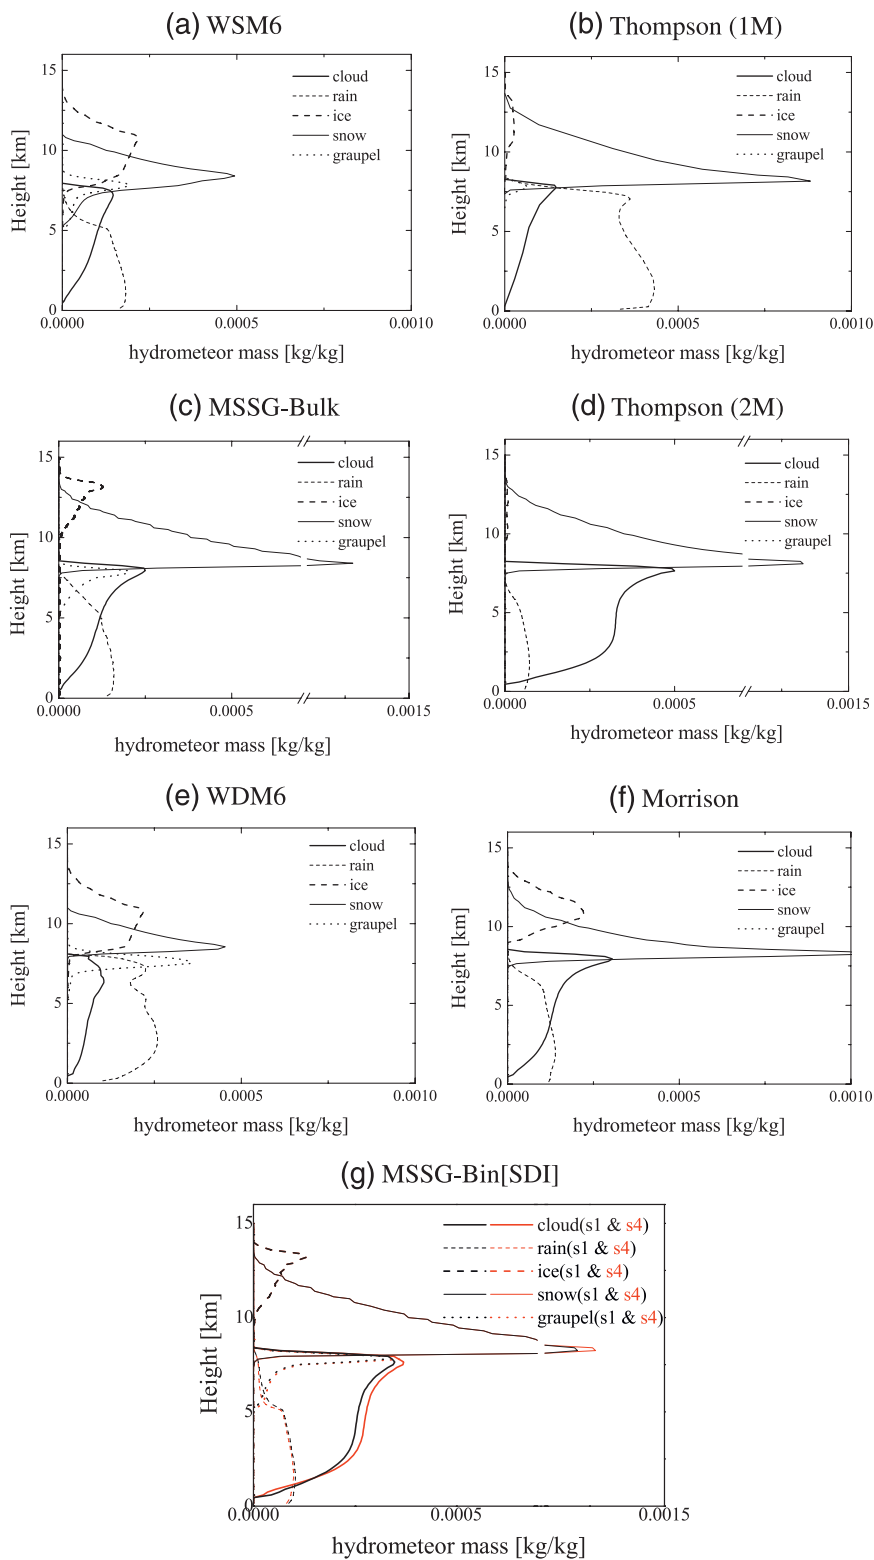 (a) WSM6
15
10
5
0
Height [km]
cloud
rain
ice
snow
graupel
0.0000
0.0005
0.0010
hydrometeor mass [kg/kg]
(b) Thompson (1M)
15
10
5
0
Height [km]
cloud
rain
ice
snow
graupel
0.0000
0.0005
0.0010
hydrometeor mass [kg/kg]
(c) MSSG-Bulk
15
10
5
0
Height [km]
cloud
rain
ice
snow
graupel
0.0000
0.0005
0.0015
hydrometeor mass [kg/kg]
(d) Thompson (2M)
15
10
5
0
Height [km]
cloud
rain
ice
snow
graupel
0.0000
0.0005
0.0015
hydrometeor mass [kg/kg]
(e) WDM6
15
10
5
0
Height [km]
cloud
rain
ice
snow
graupel
0.0000
0.0005
0.0010
hydrometeor mass [kg/kg]
(f) Morrison
15
10
5
0
Height [km]
cloud
rain
ice
snow
graupel
0.0000
0.0005
0.0010
hydrometeor mass [kg/kg]
(g) MSSG-Bin[SDI]
15
10
5
0
Height [km]
cloud(s1 & s4)
rain(s1 & s4)
ice(s1 & s4)
snow(s1 & s4)
graupel(s1 & s4)
0.0000
0.0005
0.0015
hydrometeor mass [kg/kg]